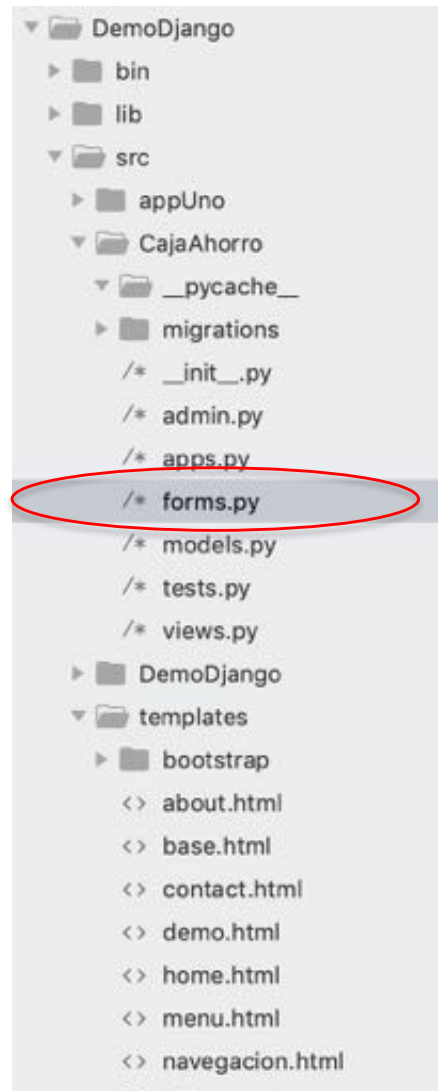 DemoDjango
bin
lib
src
appUno
CajaAhorro
__pycache__
migrations
/* __init__.py
/* admin.py
/* apps.py
/* forms.py
/* models.py
/* tests.py
/* views.py
DemoDjango
templates
bootstrap
<> about.html
<> base.html
<> contact.html
<> demo.html
<> home.html
<> menu.html
<> navegacion.html